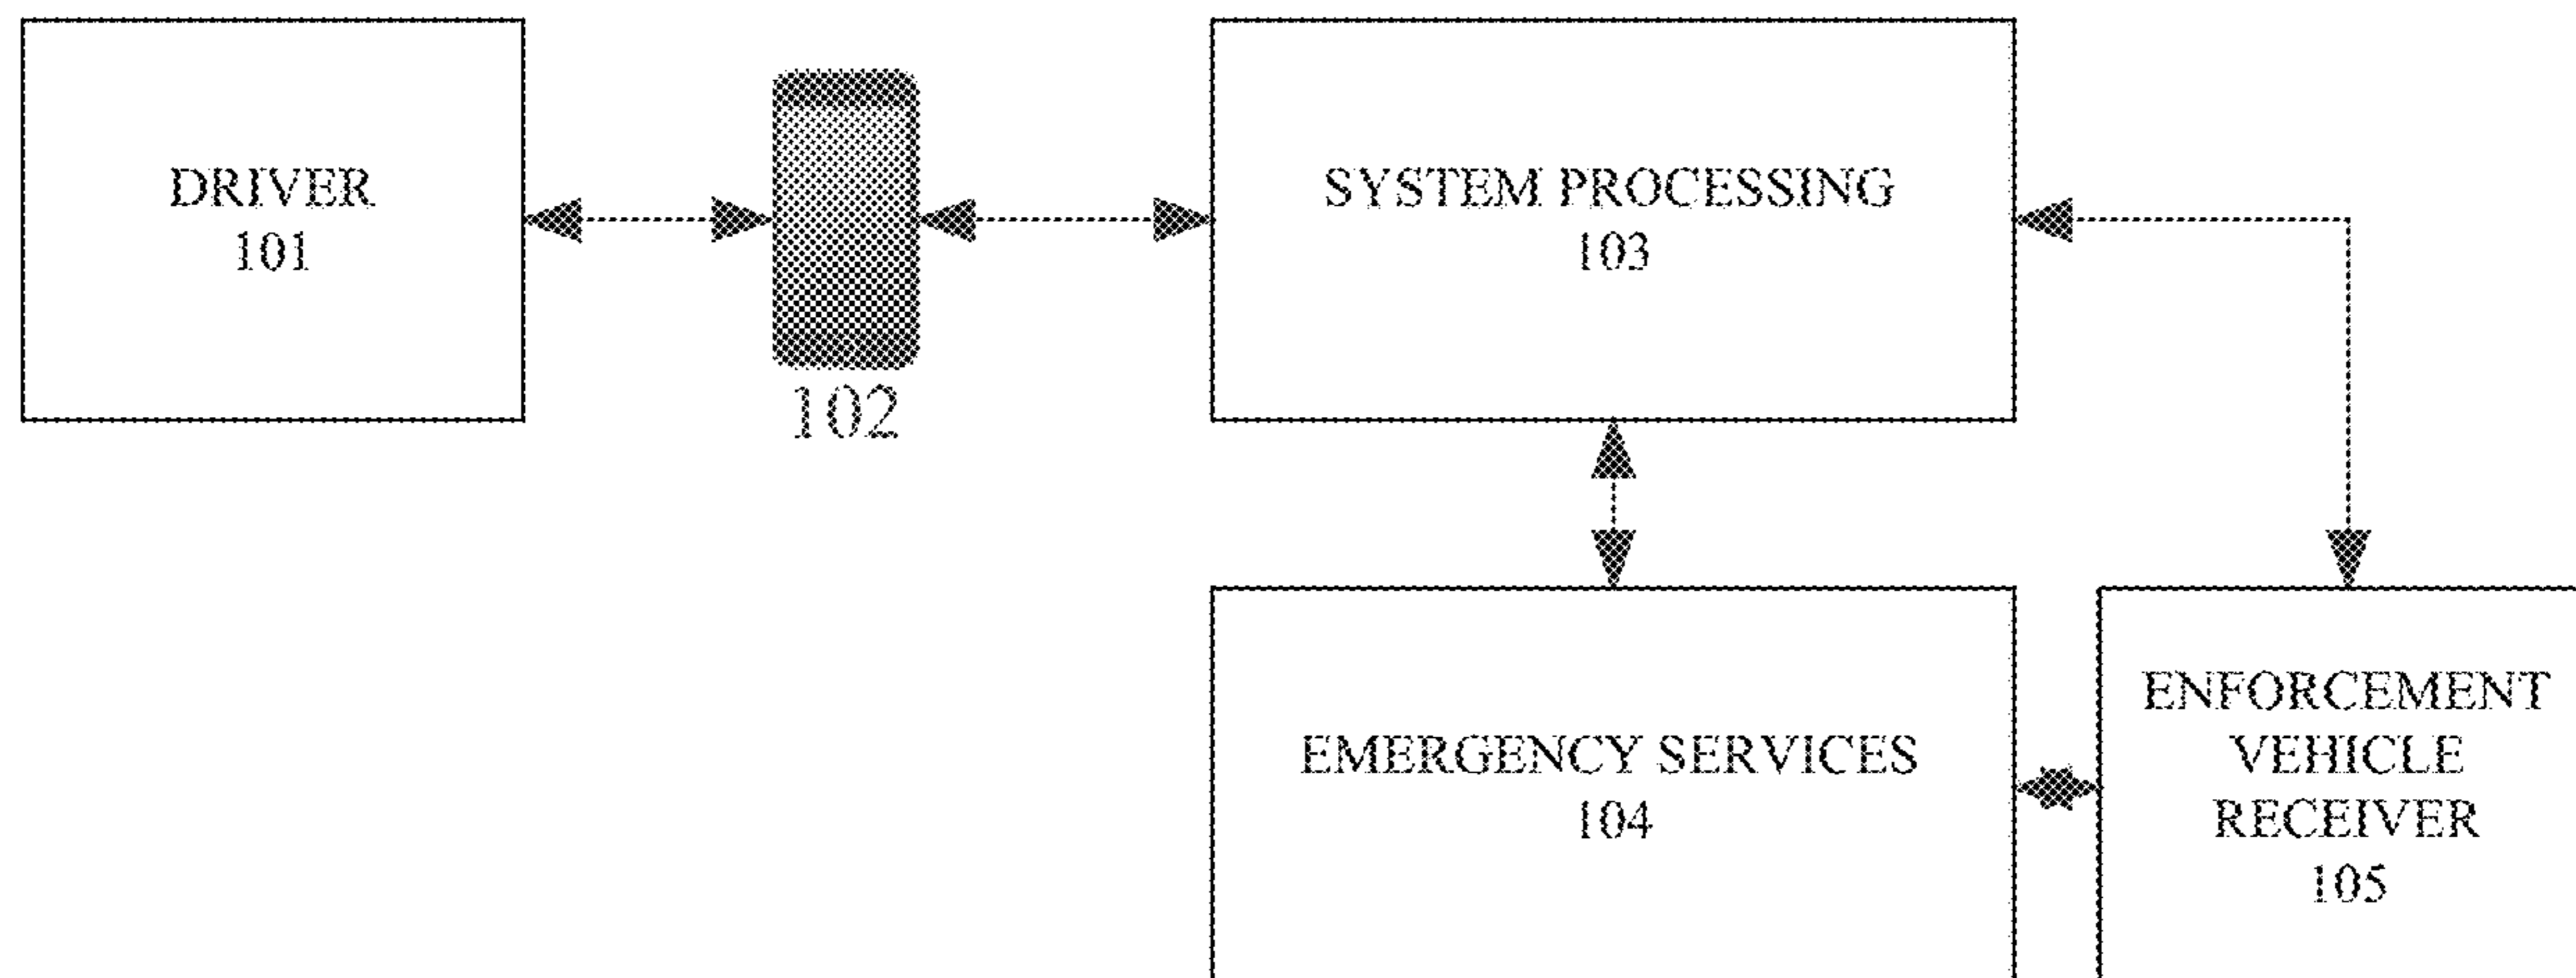 DRIVER
101
102
SYSTEM PROCESSING
103
EMERGENCY SERVICES
104
ENFORCEMENT
VEHICLE
RECEIVER
105